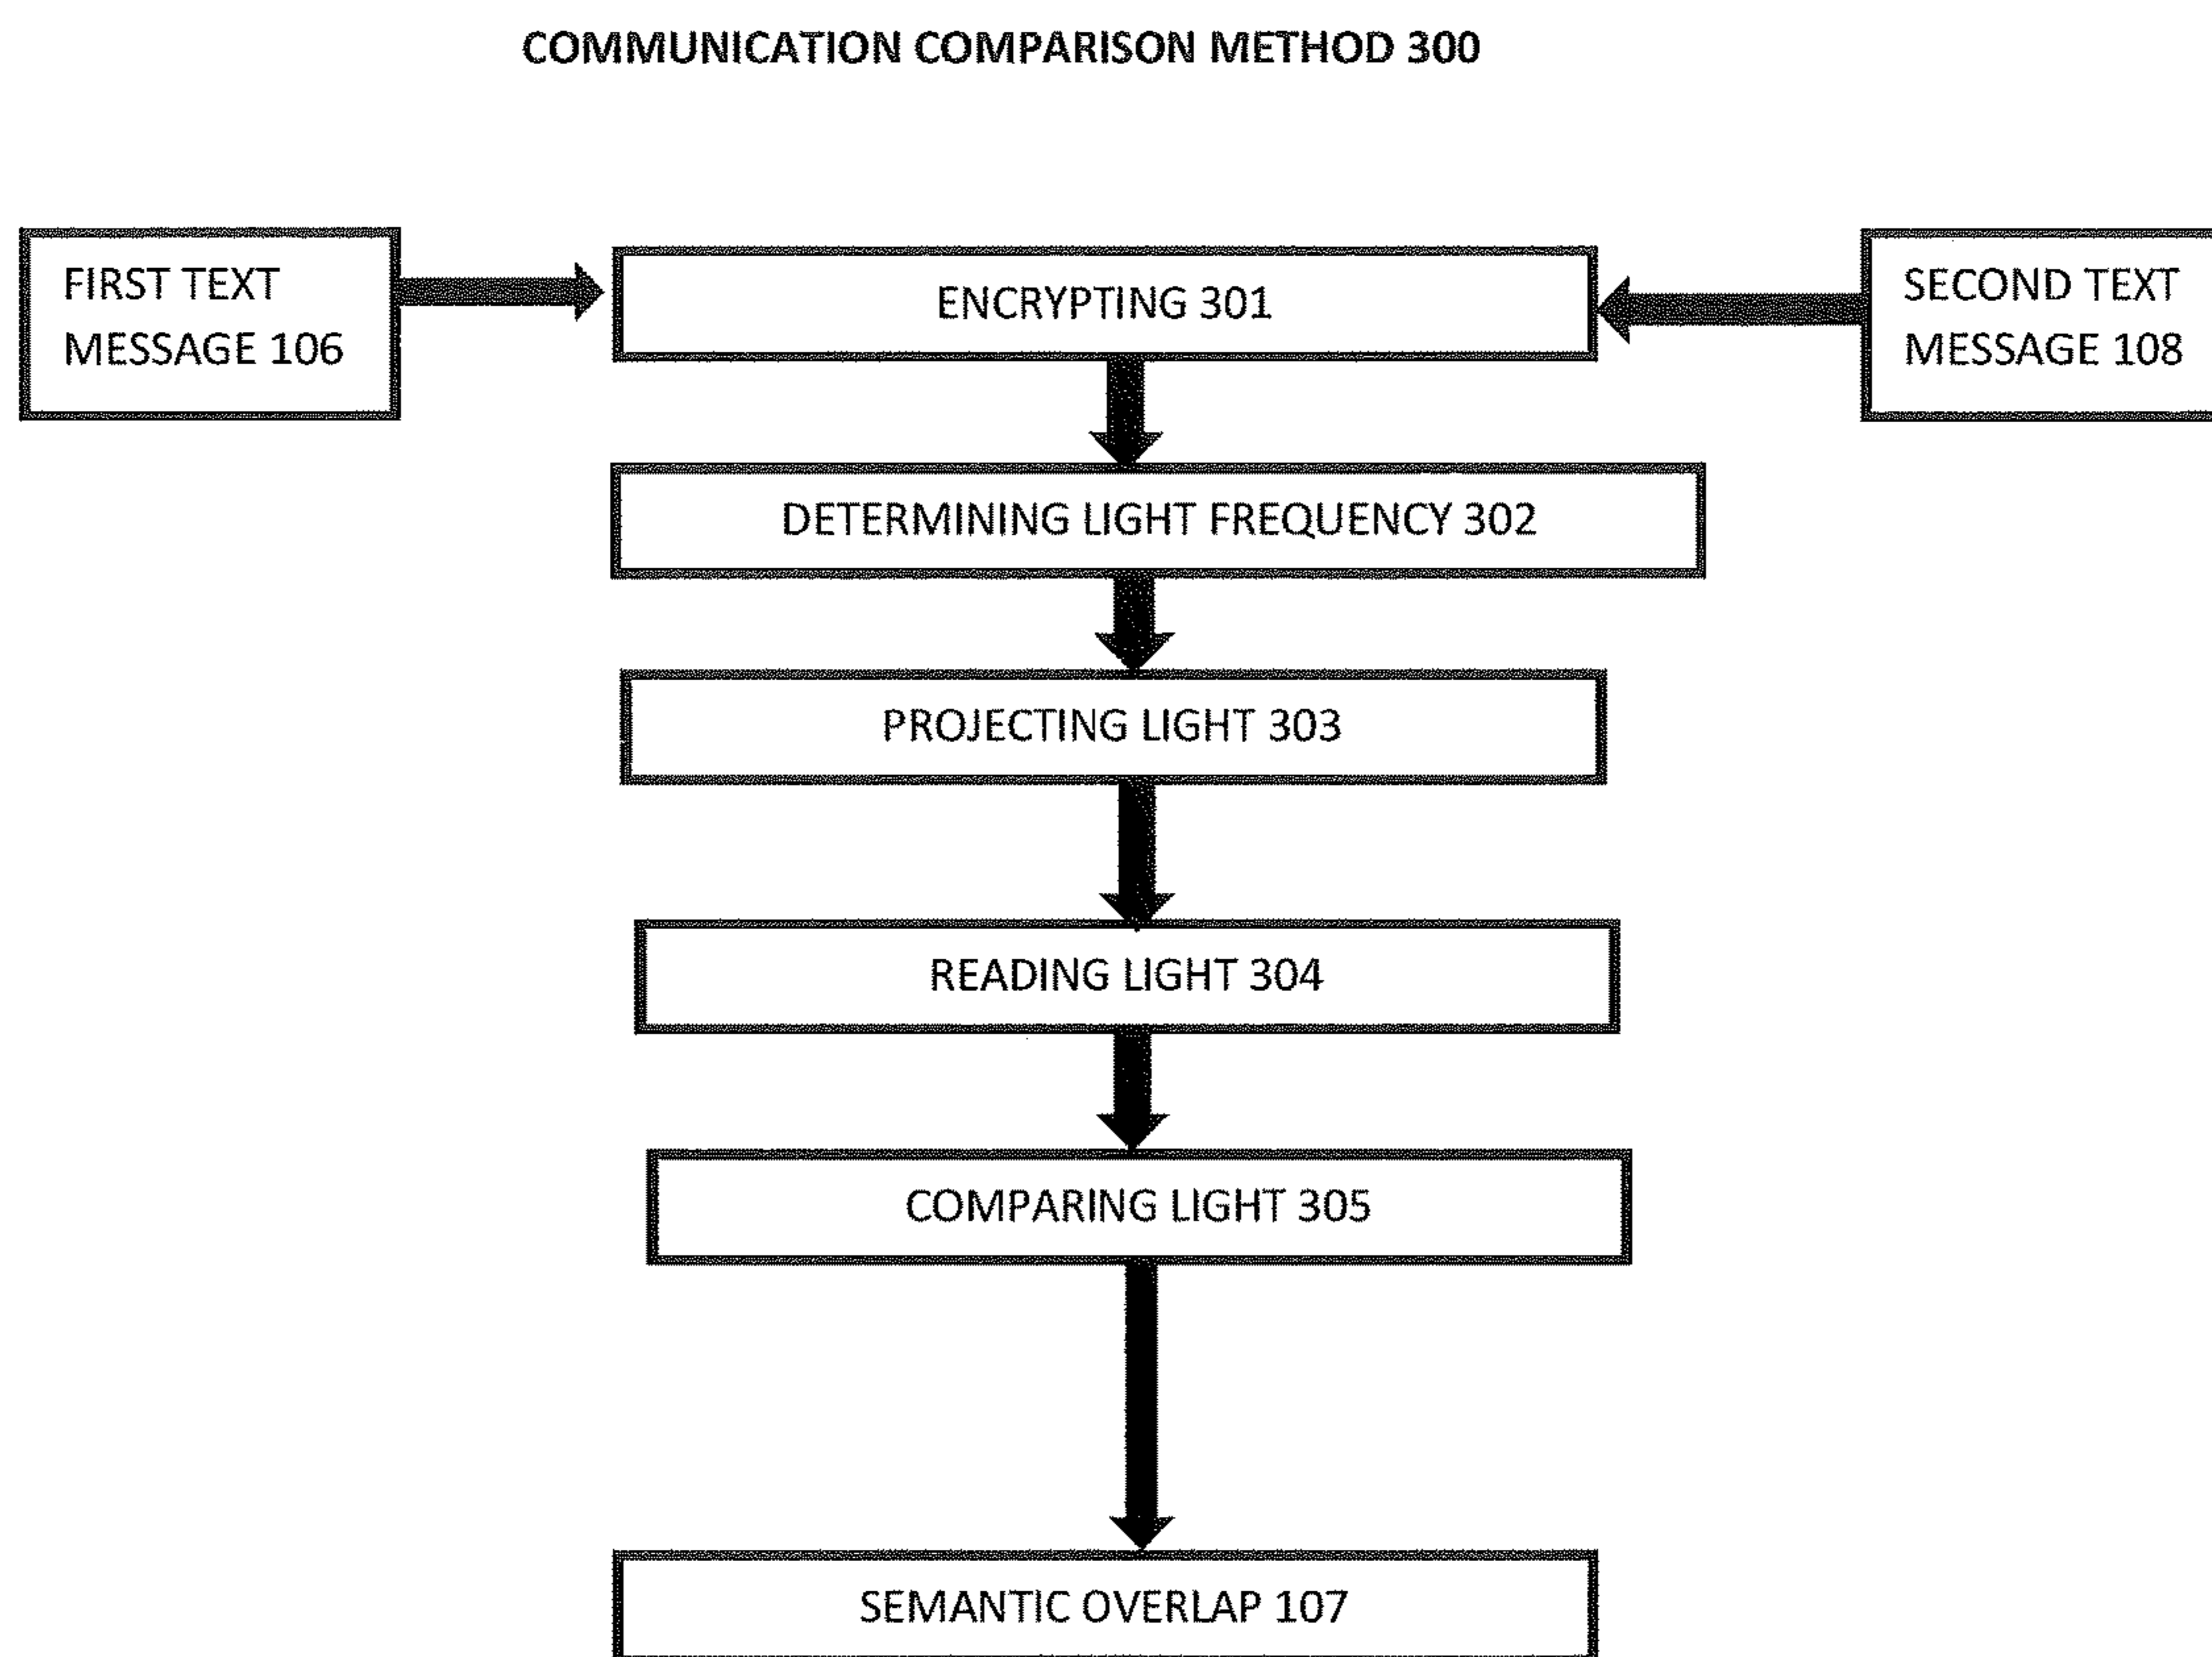 COMMUNICATION COMPARISON METHOD 300
FIRST TEXT
MESSAGE 106
ENCRYPTING 301
SECOND TEXT
MESSAGE 108
DETERMINING LIGHT FREQUENCY 302
PROJECTING LIGHT 303
READING LIGHT 304
COMPARING LIGHT 305
SEMANTIC OVERLAP 107